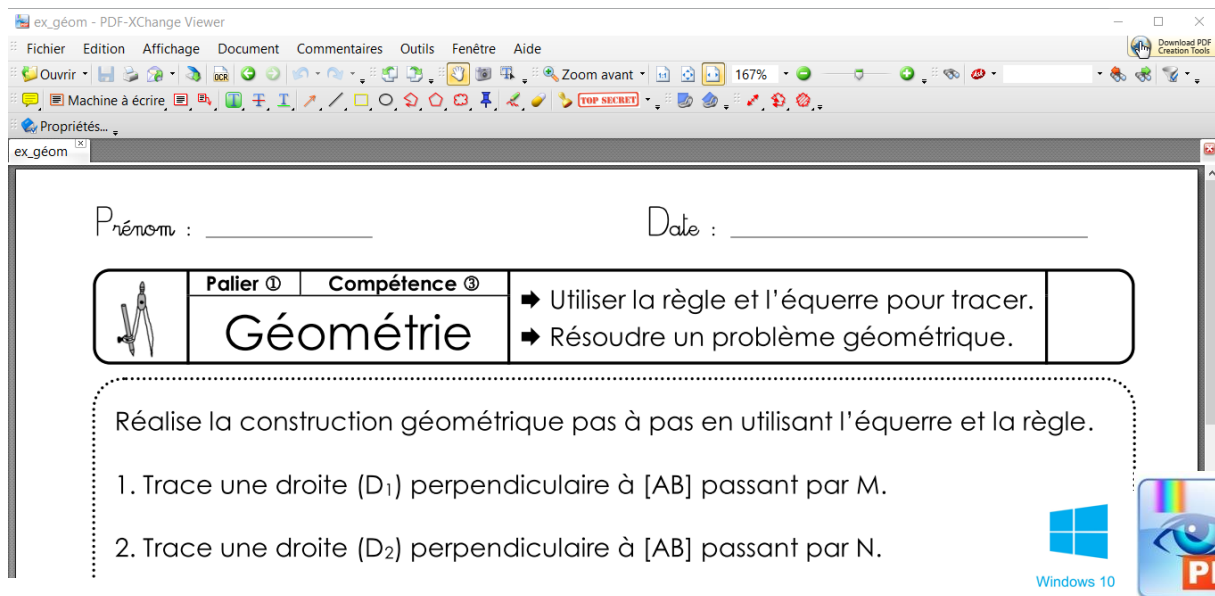 ex_géom - PDF-XChange Viewer
Fichier Edition Affichage Document Commentaires Outils Fenêtre Aide
Download PDF
Creation Tools
Ouvrir OCR Zoom avant 167%
Machine à écrire TOP SECRET
Propriétés...
ex_géom
Prénom : ____________ Date : __________________________
Palier ① Compétence ③
Géométrie
➡ Utiliser la règle et l'équerre pour tracer.
➡ Résoudre un problème géométrique.
Réalise la construction géométrique pas à pas en utilisant l'équerre et la règle.
1. Trace une droite (D₁) perpendiculaire à [AB] passant par M.
2. Trace une droite (D₂) perpendiculaire à [AB] passant par N.
Windows 10